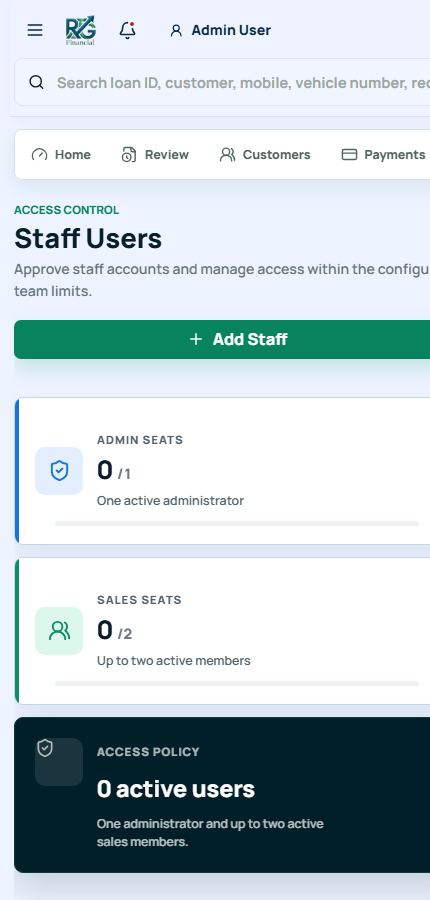 RG
Financial
Admin User
Search loan ID, customer, mobile, vehicle number, rec
Home
Review
Customers
Payments
ACCESS CONTROL
Staff Users
Approve staff accounts and manage access within the configu
team limits.
+ Add Staff
ADMIN SEATS
0 /1
One active administrator
SALES SEATS
0 /2
Up to two active members
ACCESS POLICY
0 active users
One administrator and up to two active
sales members.